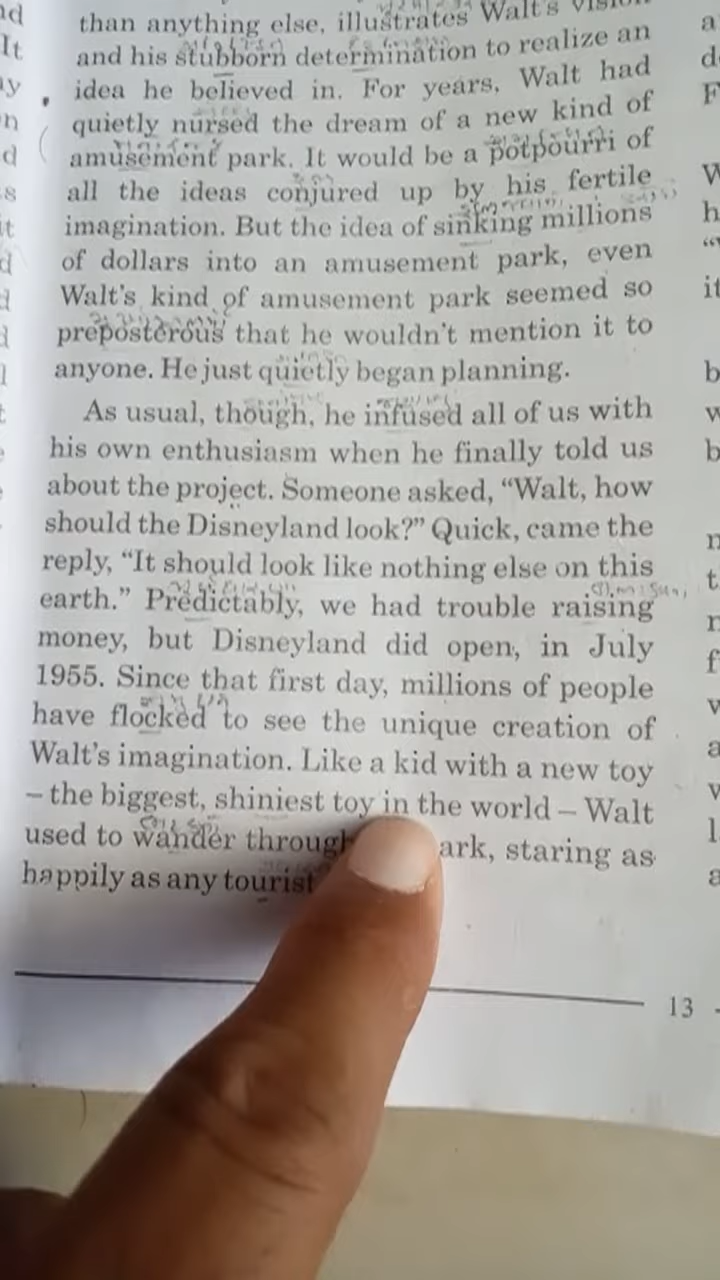 than anything else, illustrates Walt's
and his stubborn determination to realize an
idea he believed in. For years, Walt had
quietly nursed the dream of a new kind of
amusement park. It would be a potpourri of
all the ideas conjured up by his fertile
imagination. But the idea of sinking millions
of dollars into an amusement park, even
Walt's kind of amusement park seemed so
preposterous that he wouldn't mention it to
anyone. He just quietly began planning.
As usual, though, he infused all of us with
his own enthusiasm when he finally told us
about the project. Someone asked, “Walt, how
should the Disneyland look?” Quick, came the
reply, “It should look like nothing else on this
earth.” Predictably, we had trouble raising
money, but Disneyland did open, in July
1955. Since that first day, millions of people
have flocked to see the unique creation of
Walt's imagination. Like a kid with a new toy
– the biggest, shiniest toy in the world – Walt
used to wander through ark, staring as
happily as any tourist
13